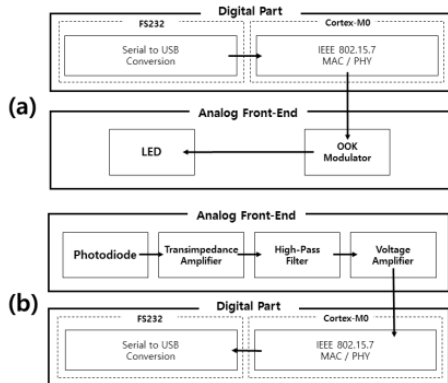 Digital Part
FS232
Cortex-M0
Serial to USB
Conversion
IEEE 802.15.7
MAC / PHY
(a)
Analog Front-End
LED
OOK
Modulator
Analog Front-End
Photodiode
Transimpedance
Amplifier
High-Pass
Filter
Voltage
Amplifier
(b)
Digital Part
FS232
Cortex-M0
Serial to USB
Conversion
IEEE 802.15.7
MAC / PHY